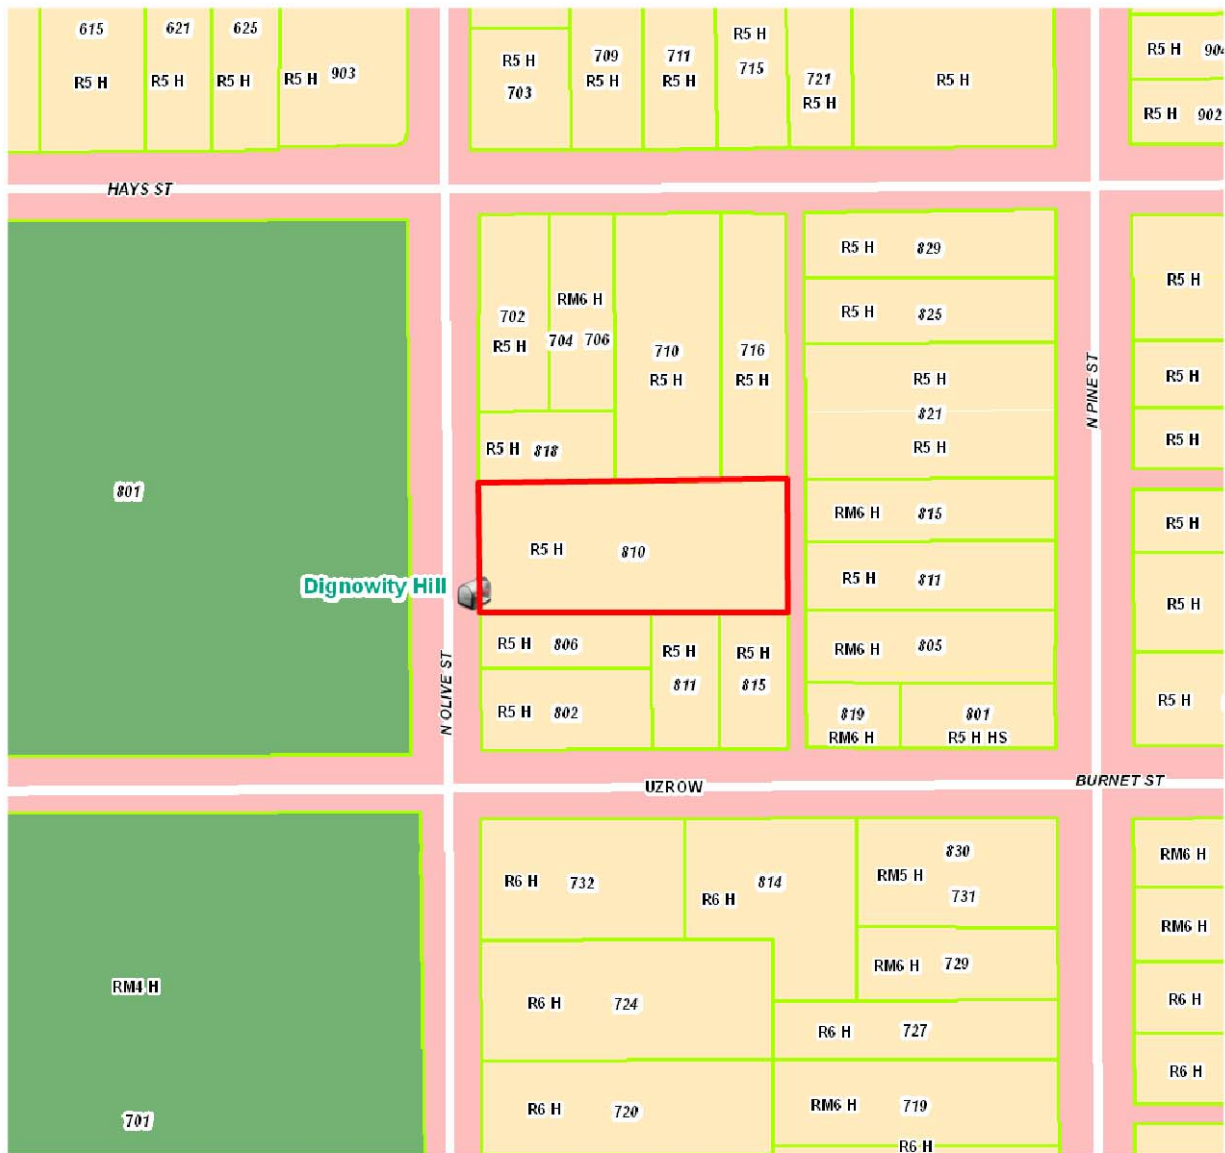 615 621 625
R5 H R5 H R5 H R5 H 903
R5 H
703
709
R5 H
711
R5 H
R5 H
715
721
R5 H
R5 H
R5 H
R5 H 902
HAYS ST
801
702
R5 H
RM6 H
704 706
710
R5 H
716
R5 H
R5 H 818
R5 H 829
R5 H 825
R5 H
821
R5 H
RM6 H 815
R5 H 811
RM6 H 805
819
RM6 H
801
R5 H HS
N PINE ST
R5 H
R5 H
R5 H
R5 H
R5 H
R5 H
R5 H 810
Dignowity Hill
N OLIVE ST
R5 H 806
R5 H 802
R5 H
811
R5 H
815
UZROW
BURNET ST
RM4 H
701
R6 H 732
R6 H 814
RM5 H 830
731
RM6 H 729
R6 H 724
R6 H 727
R6 H 720
RM6 H 719
R6 H
RM6 H
RM6 H
R6 H
R6 H